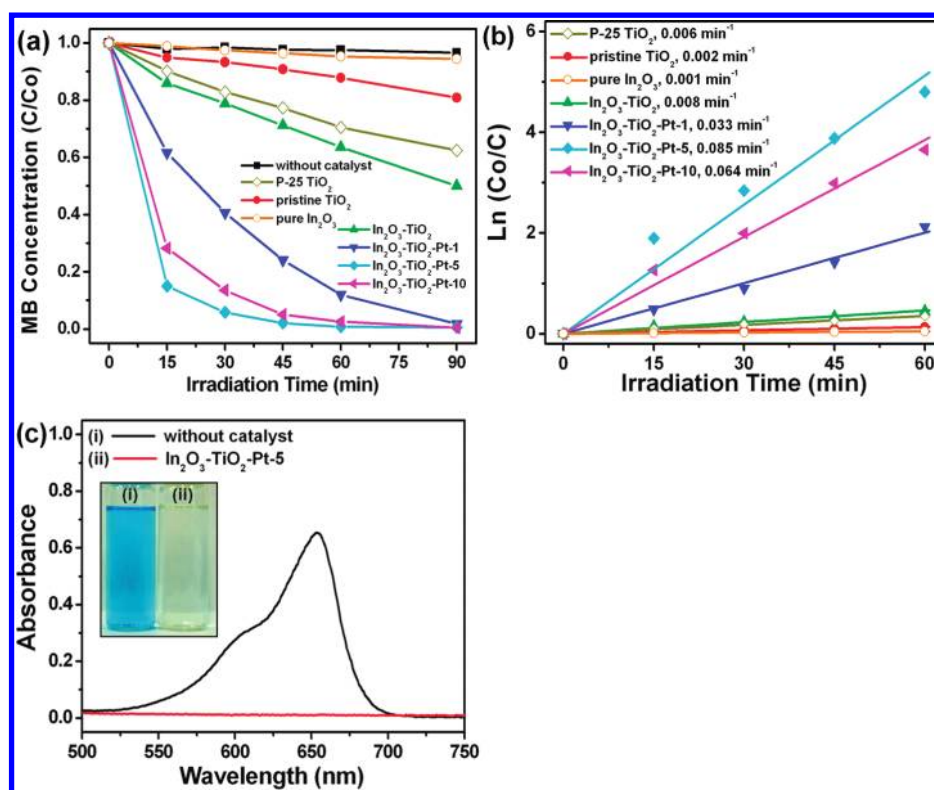 (a)
1.0
0.8
0.6
0.4
0.2
0.0
MB Concentration (C/Co)
without catalyst
P-25 TiO₂
pristine TiO₂
pure In₂O₃
In₂O₃-TiO₂
In₂O₃-TiO₂-Pt-1
In₂O₃-TiO₂-Pt-5
In₂O₃-TiO₂-Pt-10
0 15 30 45 60 75 90
Irradiation Time (min)
(b)
6
4
2
0
Ln (Co/C)
P-25 TiO₂, 0.006 min⁻¹
pristine TiO₂, 0.002 min⁻¹
pure In₂O₃, 0.001 min⁻¹
In₂O₃-TiO₂, 0.008 min⁻¹
In₂O₃-TiO₂-Pt-1, 0.033 min⁻¹
In₂O₃-TiO₂-Pt-5, 0.085 min⁻¹
In₂O₃-TiO₂-Pt-10, 0.064 min⁻¹
0 15 30 45 60
Irradiation Time (min)
(c)
1.0
0.8
0.6
0.4
0.2
0.0
Absorbance
(i) without catalyst
(ii) In₂O₃-TiO₂-Pt-5
(i) (ii)
500 550 600 650 700 750
Wavelength (nm)